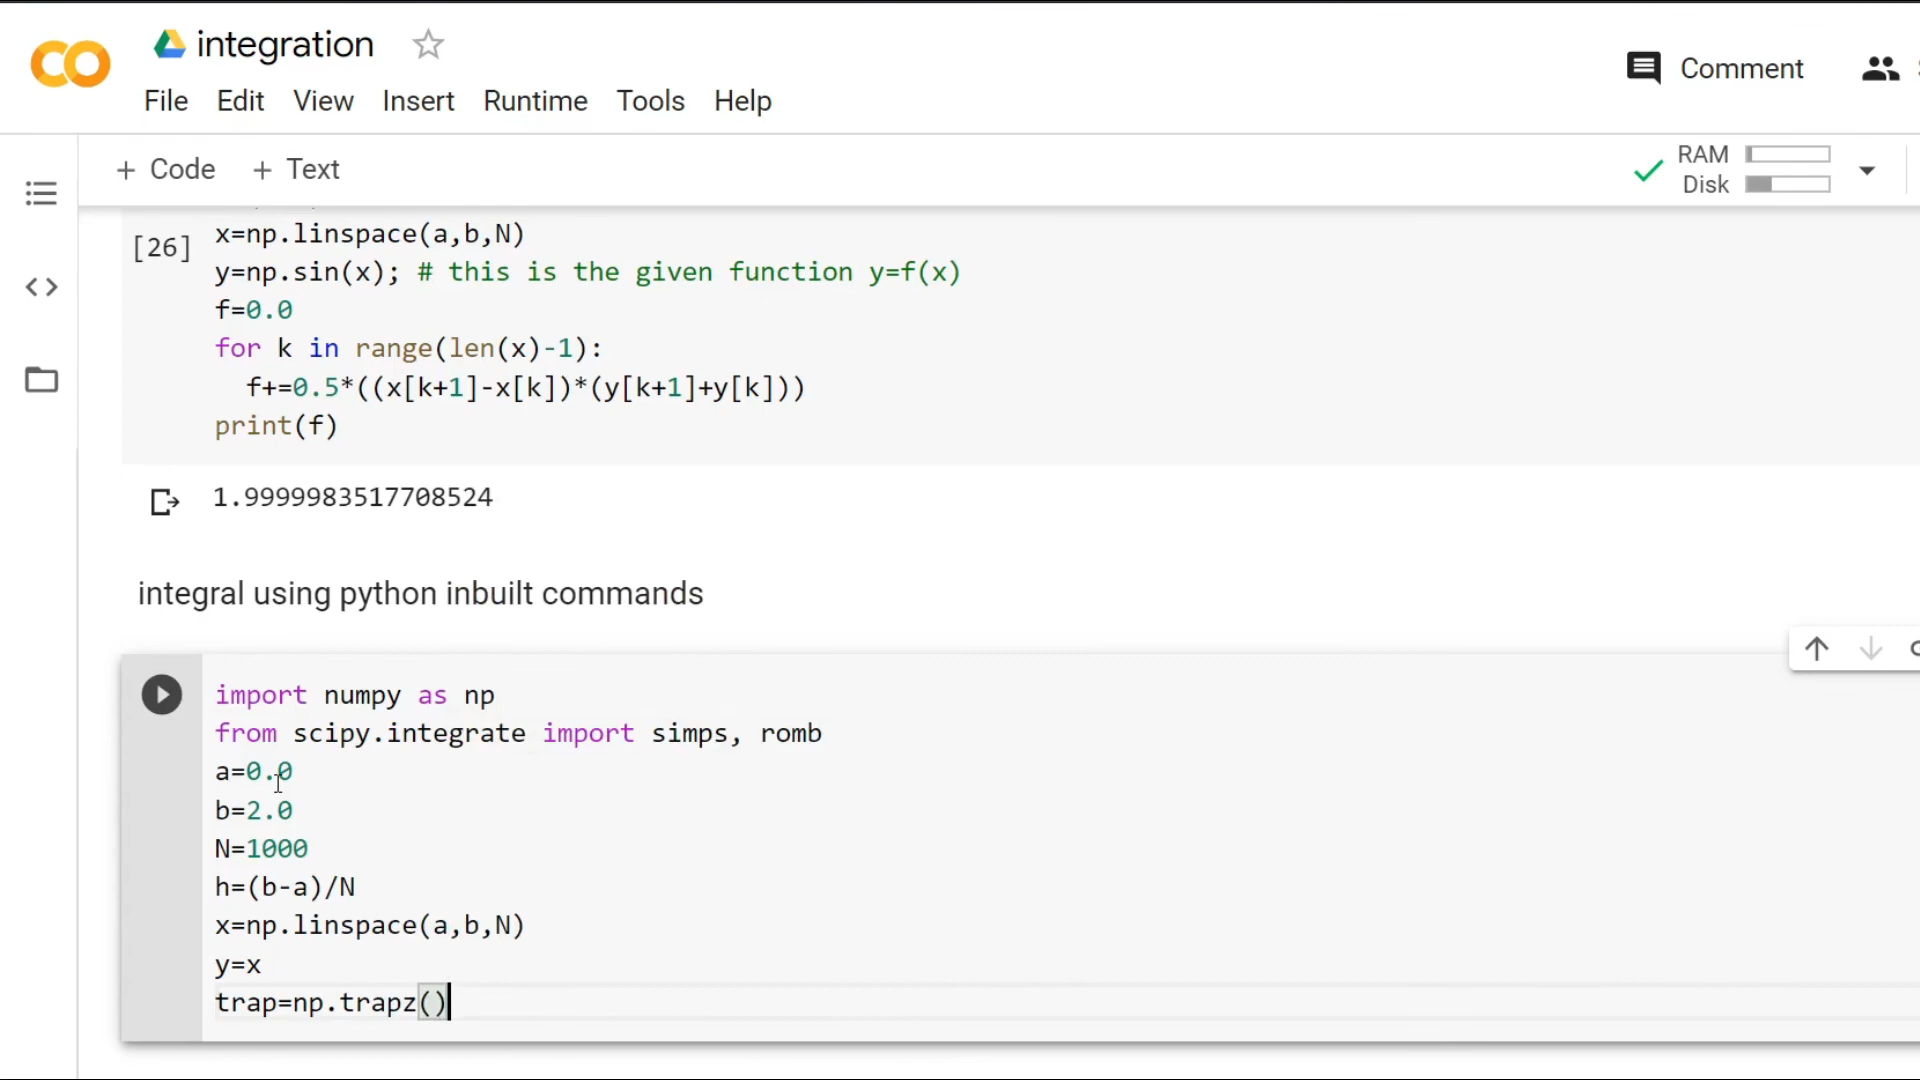 integration
Comment
File Edit View Insert Runtime Tools Help
+ Code + Text
RAM
Disk
[26]
x=np.linspace(a,b,N)
y=np.sin(x); # this is the given function y=f(x)
f=0.0
for k in range(len(x)-1):
  f+=0.5*((x[k+1]-x[k])*(y[k+1]+y[k]))
print(f)
1.9999983517708524
integral using python inbuilt commands
import numpy as np
from scipy.integrate import simps, romb
a=0.0
b=2.0
N=1000
h=(b-a)/N
x=np.linspace(a,b,N)
y=x
trap=np.trapz()